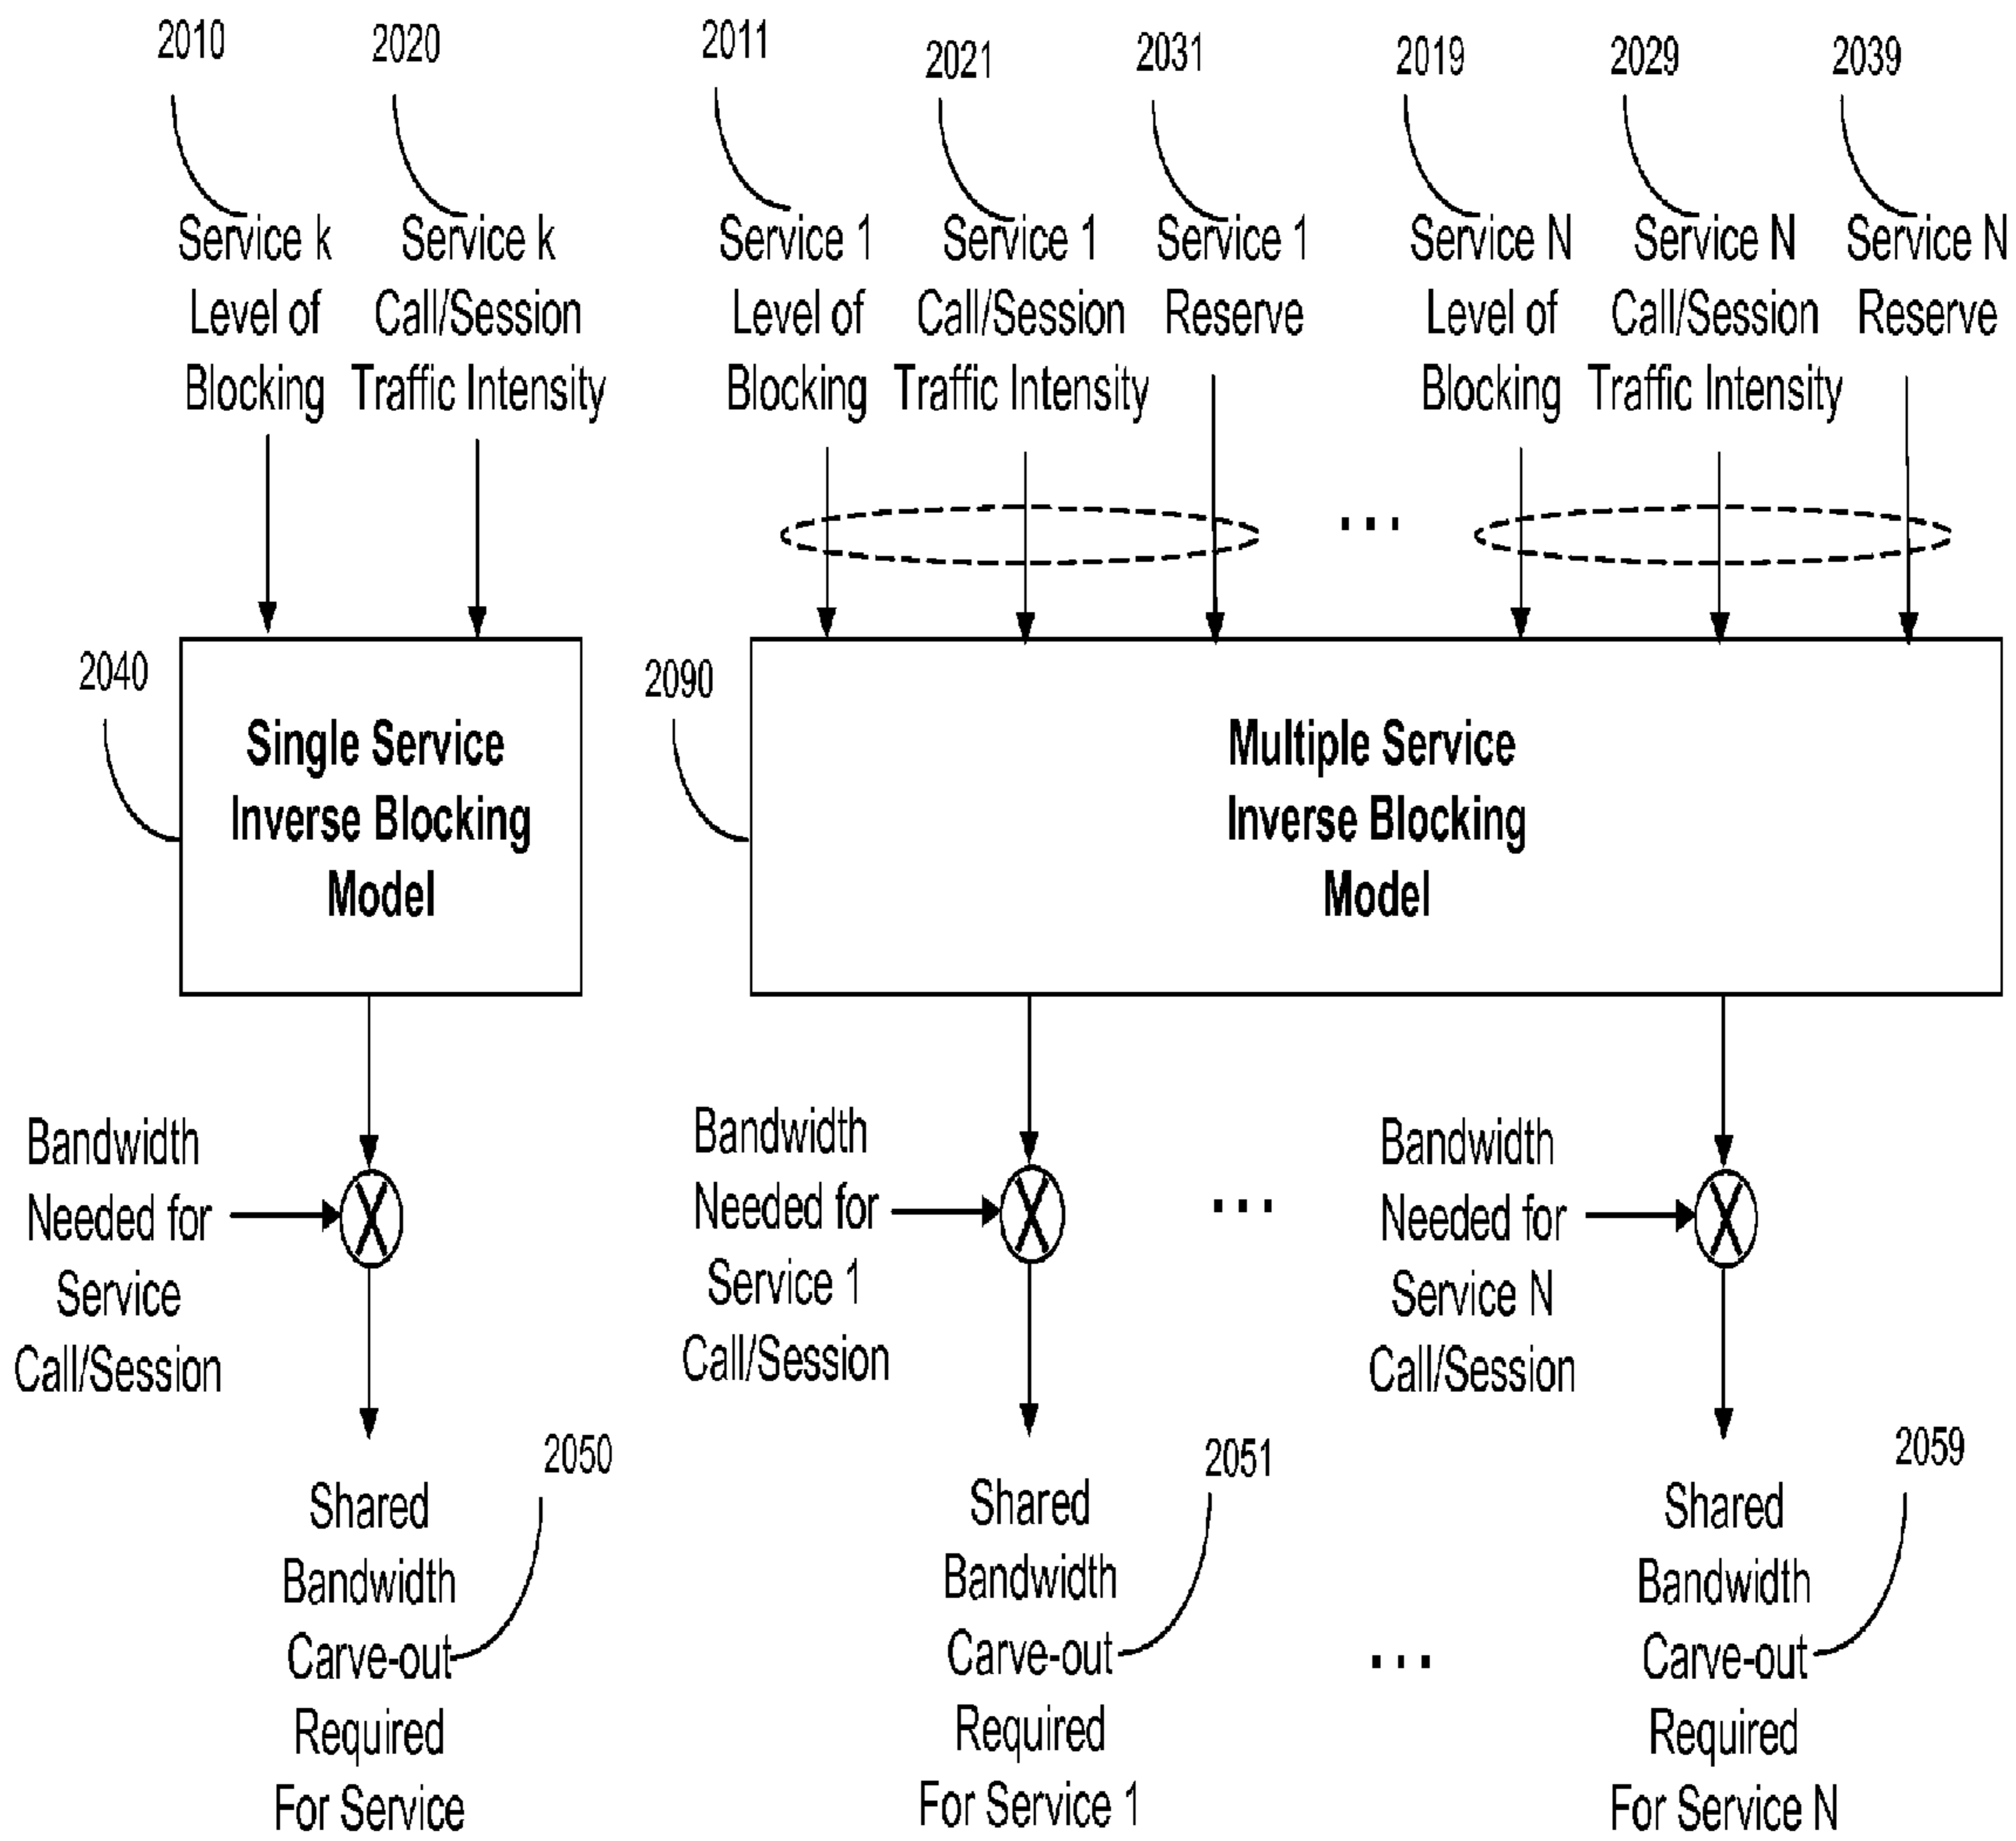 2010
2020
2011
2021
2031
2019
2029
2039
Service k
Level of
Blocking
Service k
Call/Session
Traffic Intensity
Service 1
Level of
Blocking
Service 1
Call/Session
Traffic Intensity
Service 1
Reserve
...
Service N
Level of
Blocking
Service N
Call/Session
Traffic Intensity
Service N
Reserve
2040
Single Service
Inverse Blocking
Model
2090
Multiple Service
Inverse Blocking
Model
Bandwidth
Needed for
Service
Call/Session
X
Bandwidth
Needed for
Service 1
Call/Session
X
...
Bandwidth
Needed for
Service N
Call/Session
X
2050
Shared
Bandwidth
Carve-out
Required
For Service
2051
Shared
Bandwidth
Carve-out
Required
For Service 1
...
2059
Shared
Bandwidth
Carve-out
Required
For Service N